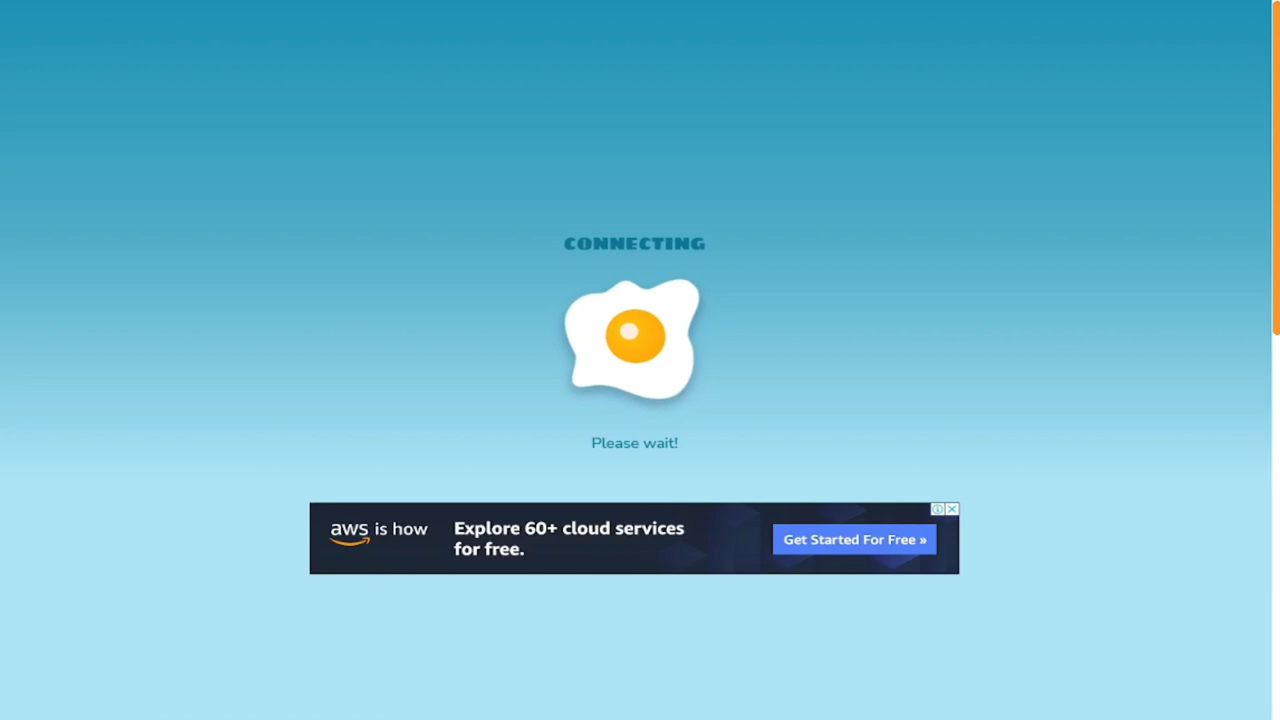 CONNECTING
Please wait!
aws is how
Explore 60+ cloud services
for free.
Get Started For Free »